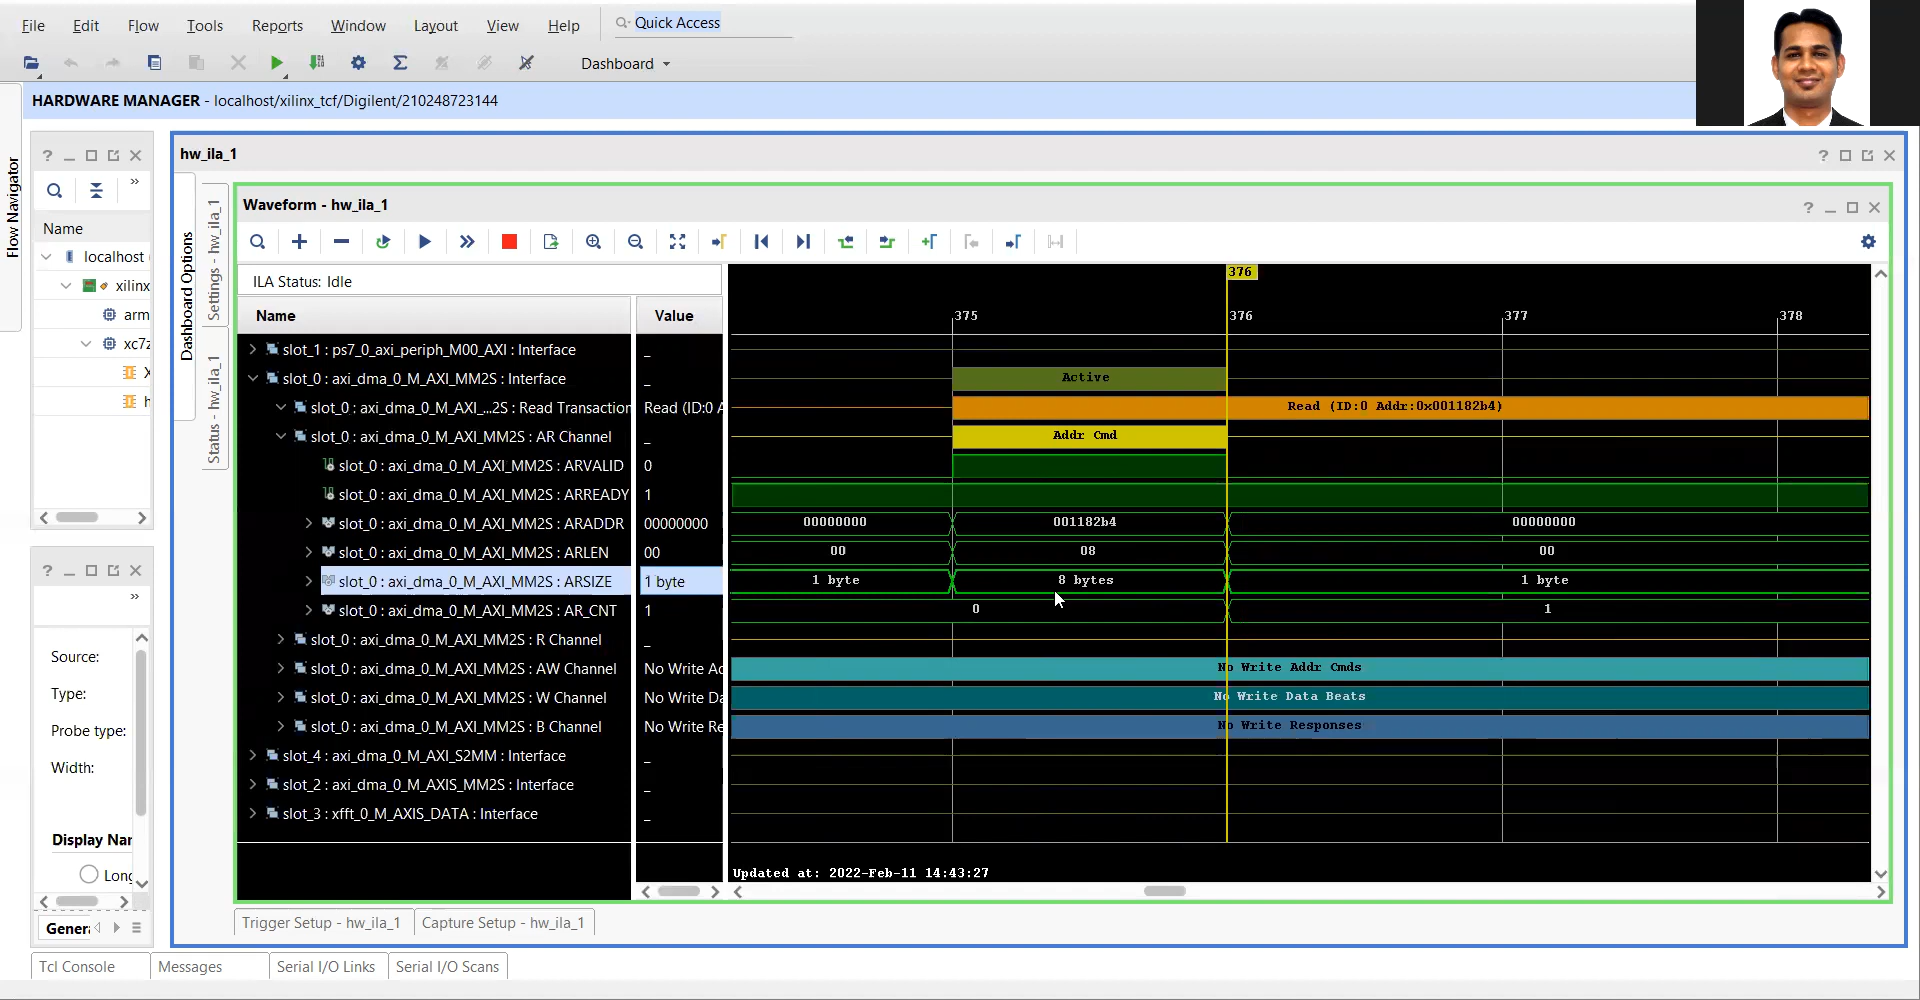 File Edit Flow Tools Reports Window Layout View Help Quick Access
Dashboard
HARDWARE MANAGER - localhost/xilinx_tcf/Digilent/210248723144
Flow Navigator
Name
localhost
xilinx
arm
xc7z
X
h
Source:
Type:
Probe type:
Width:
Display Nar
Long
Genera
hw_ila_1
Dashboard Options
Settings - hw_ila_1
Status - hw_ila_1
Waveform - hw_ila_1
ILA Status: Idle
Name Value
376
375 376 377 378
slot_1 : ps7_0_axi_periph_M00_AXI : Interface _
slot_0 : axi_dma_0_M_AXI_MM2S : Interface _ Active
slot_0 : axi_dma_0_M_AXI_...2S : Read Transaction Read (ID:0 A Read (ID:0 Addr:0x001182b4)
slot_0 : axi_dma_0_M_AXI_MM2S : AR Channel _ Addr Cmd
slot_0 : axi_dma_0_M_AXI_MM2S : ARVALID 0
slot_0 : axi_dma_0_M_AXI_MM2S : ARREADY 1
slot_0 : axi_dma_0_M_AXI_MM2S : ARADDR 00000000 00000000 001182b4 00000000
slot_0 : axi_dma_0_M_AXI_MM2S : ARLEN 00 00 08 00
slot_0 : axi_dma_0_M_AXI_MM2S : ARSIZE 1 byte 1 byte 8 bytes 1 byte
slot_0 : axi_dma_0_M_AXI_MM2S : AR_CNT 1 0 1
slot_0 : axi_dma_0_M_AXI_MM2S : R Channel _
slot_0 : axi_dma_0_M_AXI_MM2S : AW Channel No Write Ad No Write Addr Cmds
slot_0 : axi_dma_0_M_AXI_MM2S : W Channel No Write Da No Write Data Beats
slot_0 : axi_dma_0_M_AXI_MM2S : B Channel No Write Re No Write Responses
slot_4 : axi_dma_0_M_AXI_S2MM : Interface _
slot_2 : axi_dma_0_M_AXIS_MM2S : Interface _
slot_3 : xfft_0_M_AXIS_DATA : Interface _
Updated at: 2022-Feb-11 14:43:27
Trigger Setup - hw_ila_1 Capture Setup - hw_ila_1
Tcl Console Messages Serial I/O Links Serial I/O Scans